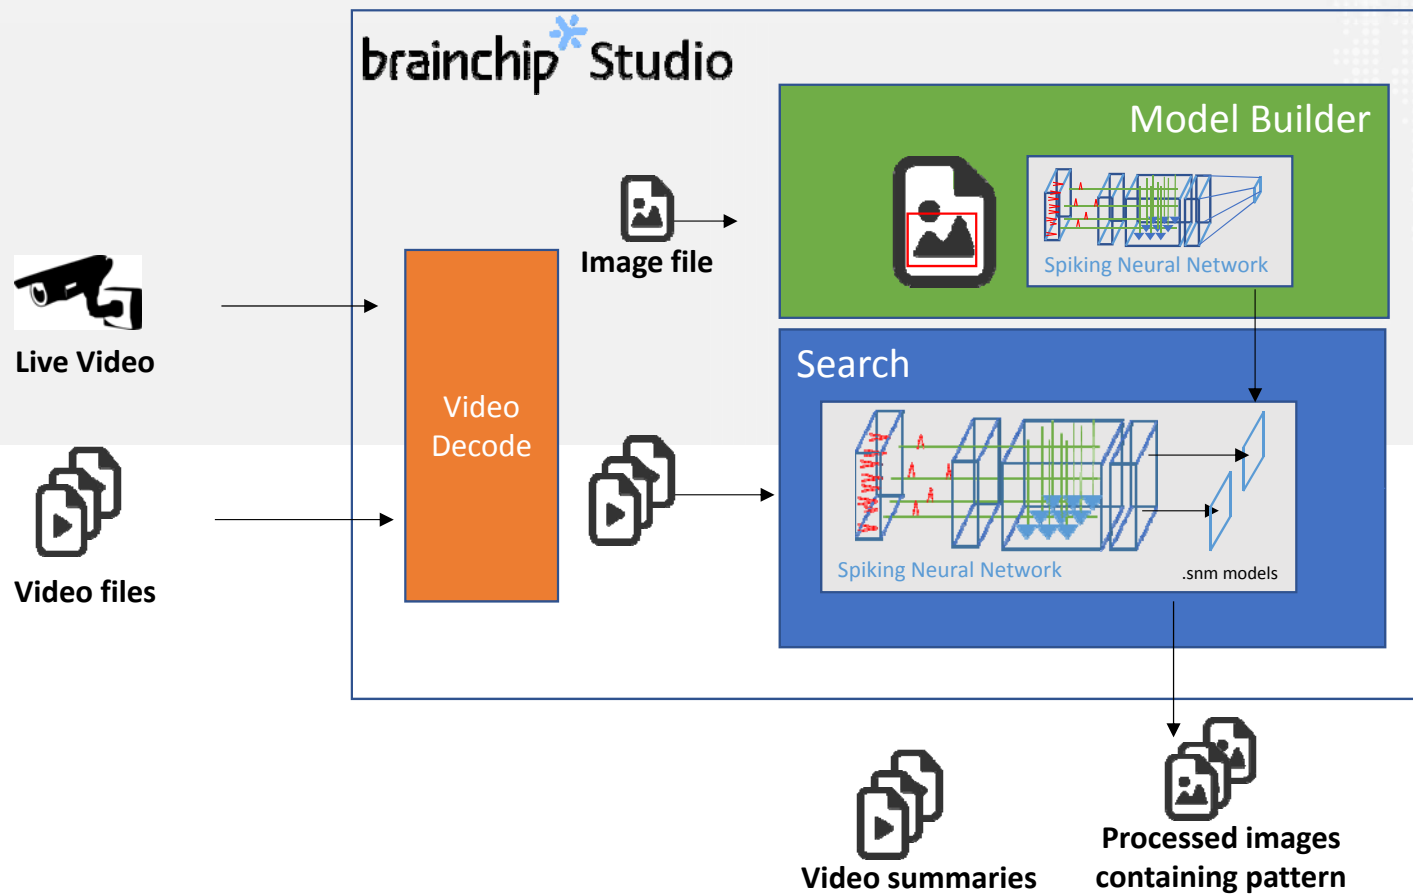 brainchip Studio
Model Builder
Image file
Spiking Neural Network
Live Video
Search
Video
Decode
Video files
Spiking Neural Network
.snm models
Video summaries
Processed images
containing pattern